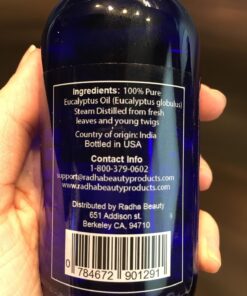 Ingredients: 100% Pure
Eucalyptus Oil (Eucalyptus globulus)
Steam Distilled from fresh
leaves and young twigs
Country of origin: India
Bottled in USA
Contact Info
1-800-379-0602
support@radhabeautyproducts.com
www.radhabeautyproducts.com
Distributed by Radha Beauty
651 Addison st.
Berkeley CA, 94710
0 784672 901291